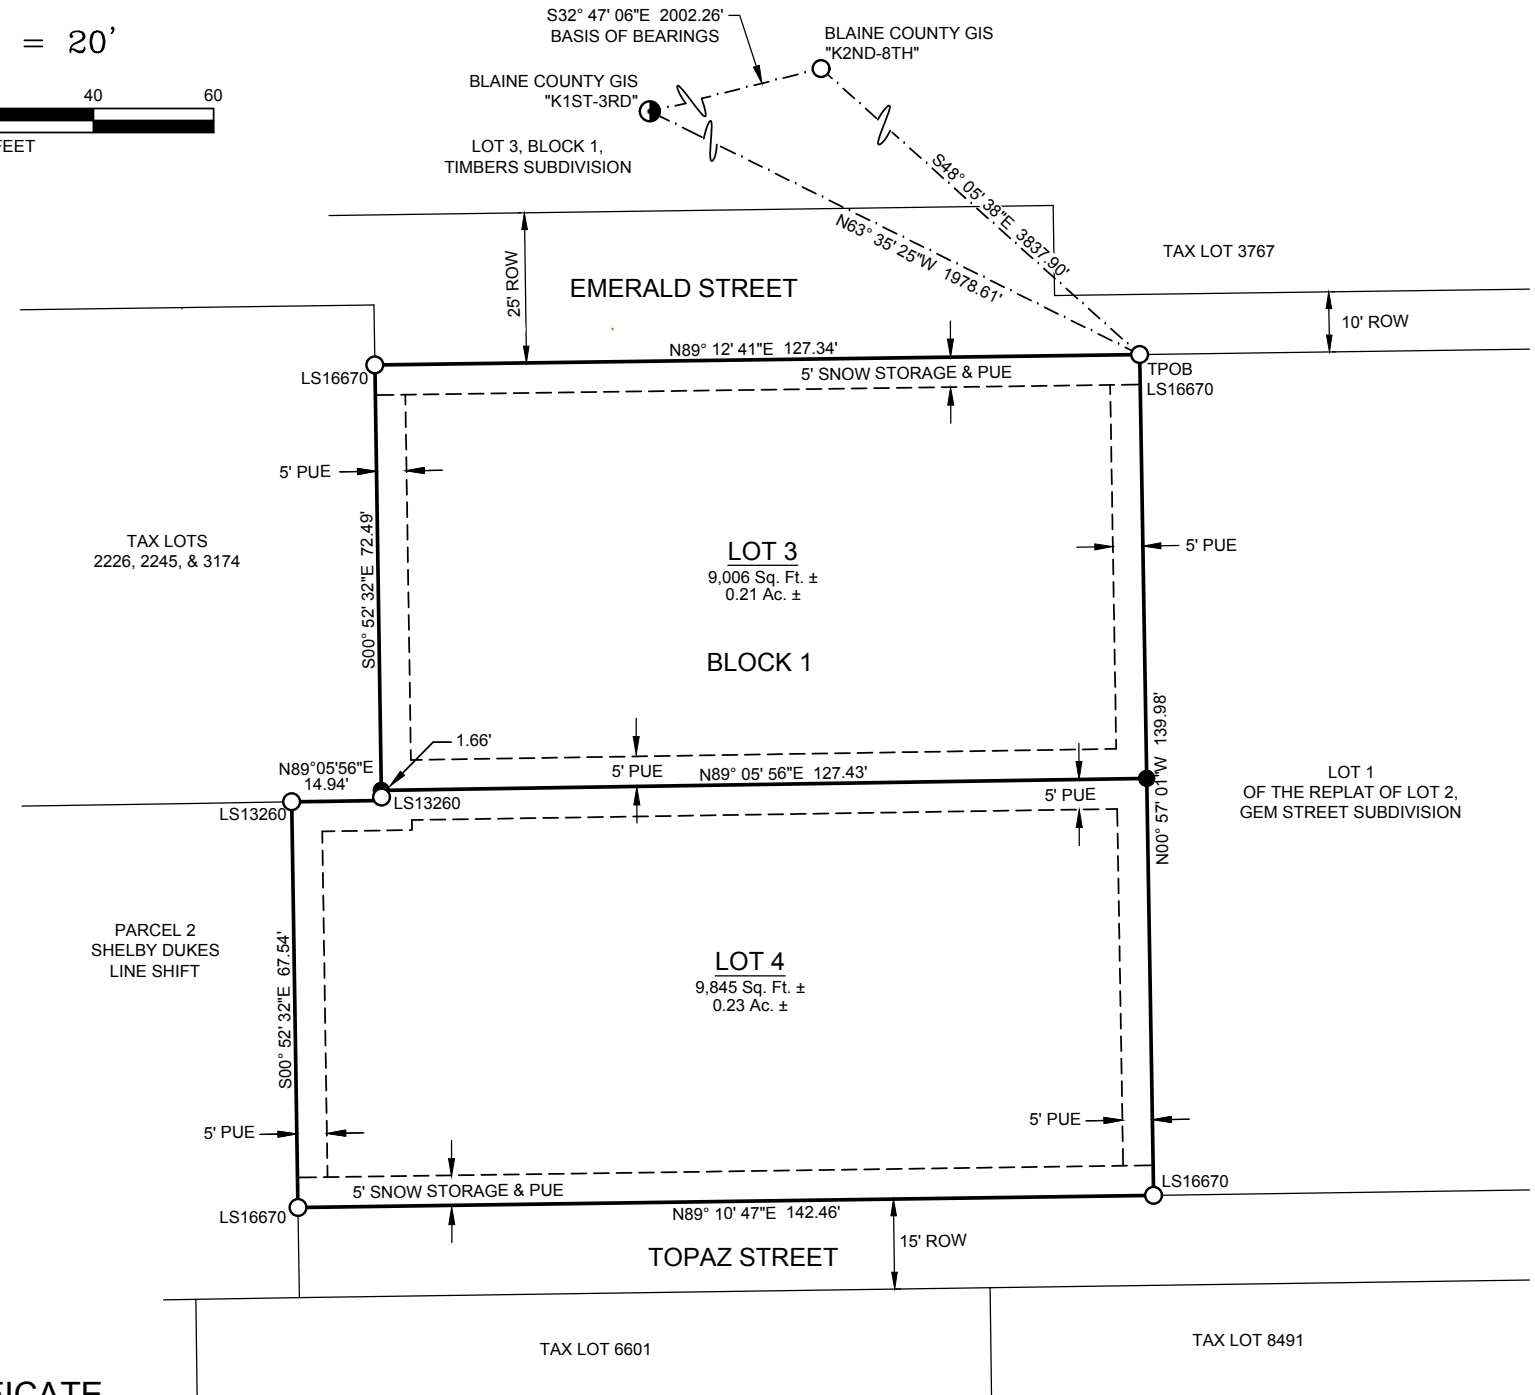 = 20'
40 60
FEET
S32° 47' 06"E 2002.26'
BASIS OF BEARINGS
BLAINE COUNTY GIS
"K2ND-8TH"
BLAINE COUNTY GIS
"K1ST-3RD"
LOT 3, BLOCK 1,
TIMBERS SUBDIVISION
S48° 05' 38"E 3837.90'
N63° 35' 25"W 1978.61'
TAX LOT 3767
25' ROW
EMERALD STREET
10' ROW
N89° 12' 41"E 127.34'
LS16670
5' SNOW STORAGE & PUE
TPOB
LS16670
5' PUE
TAX LOTS
2226, 2245, & 3174
S00° 52' 32"E 72.49'
LOT 3
9,006 Sq. Ft. ±
0.21 Ac. ±
5' PUE
BLOCK 1
N00° 57' 01"W 139.98'
1.66'
N89°05'56"E
14.94'
5' PUE
N89° 05' 56"E 127.43'
5' PUE
LS13260
LS13260
LOT 1
OF THE REPLAT OF LOT 2,
GEM STREET SUBDIVISION
PARCEL 2
SHELBY DUKES
LINE SHIFT
S00° 52' 32"E 67.54'
LOT 4
9,845 Sq. Ft. ±
0.23 Ac. ±
5' PUE
5' PUE
5' SNOW STORAGE & PUE
LS16670
LS16670
N89° 10' 47"E 142.46'
15' ROW
TOPAZ STREET
TAX LOT 6601
TAX LOT 8491